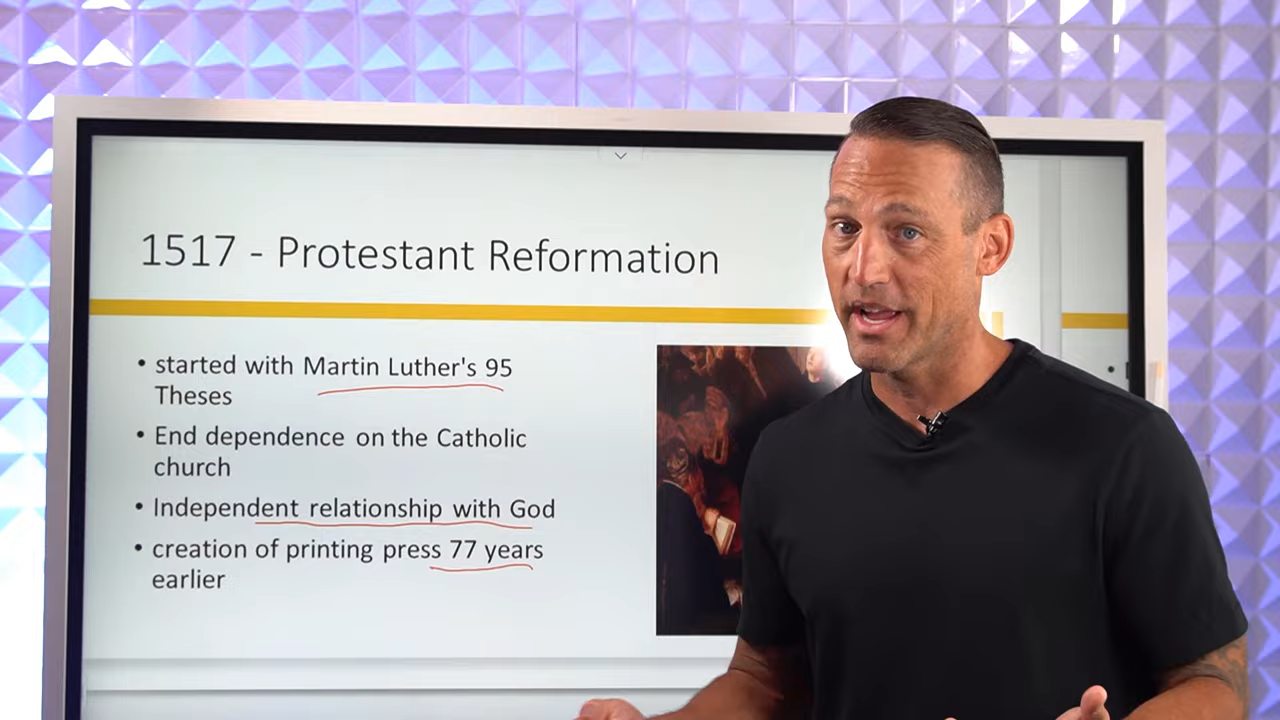 1517 - Protestant Reformation
• started with Martin Luther's 95
Theses
• End dependence on the Catholic
church
• Independent relationship with God
• creation of printing press 77 years
earlier